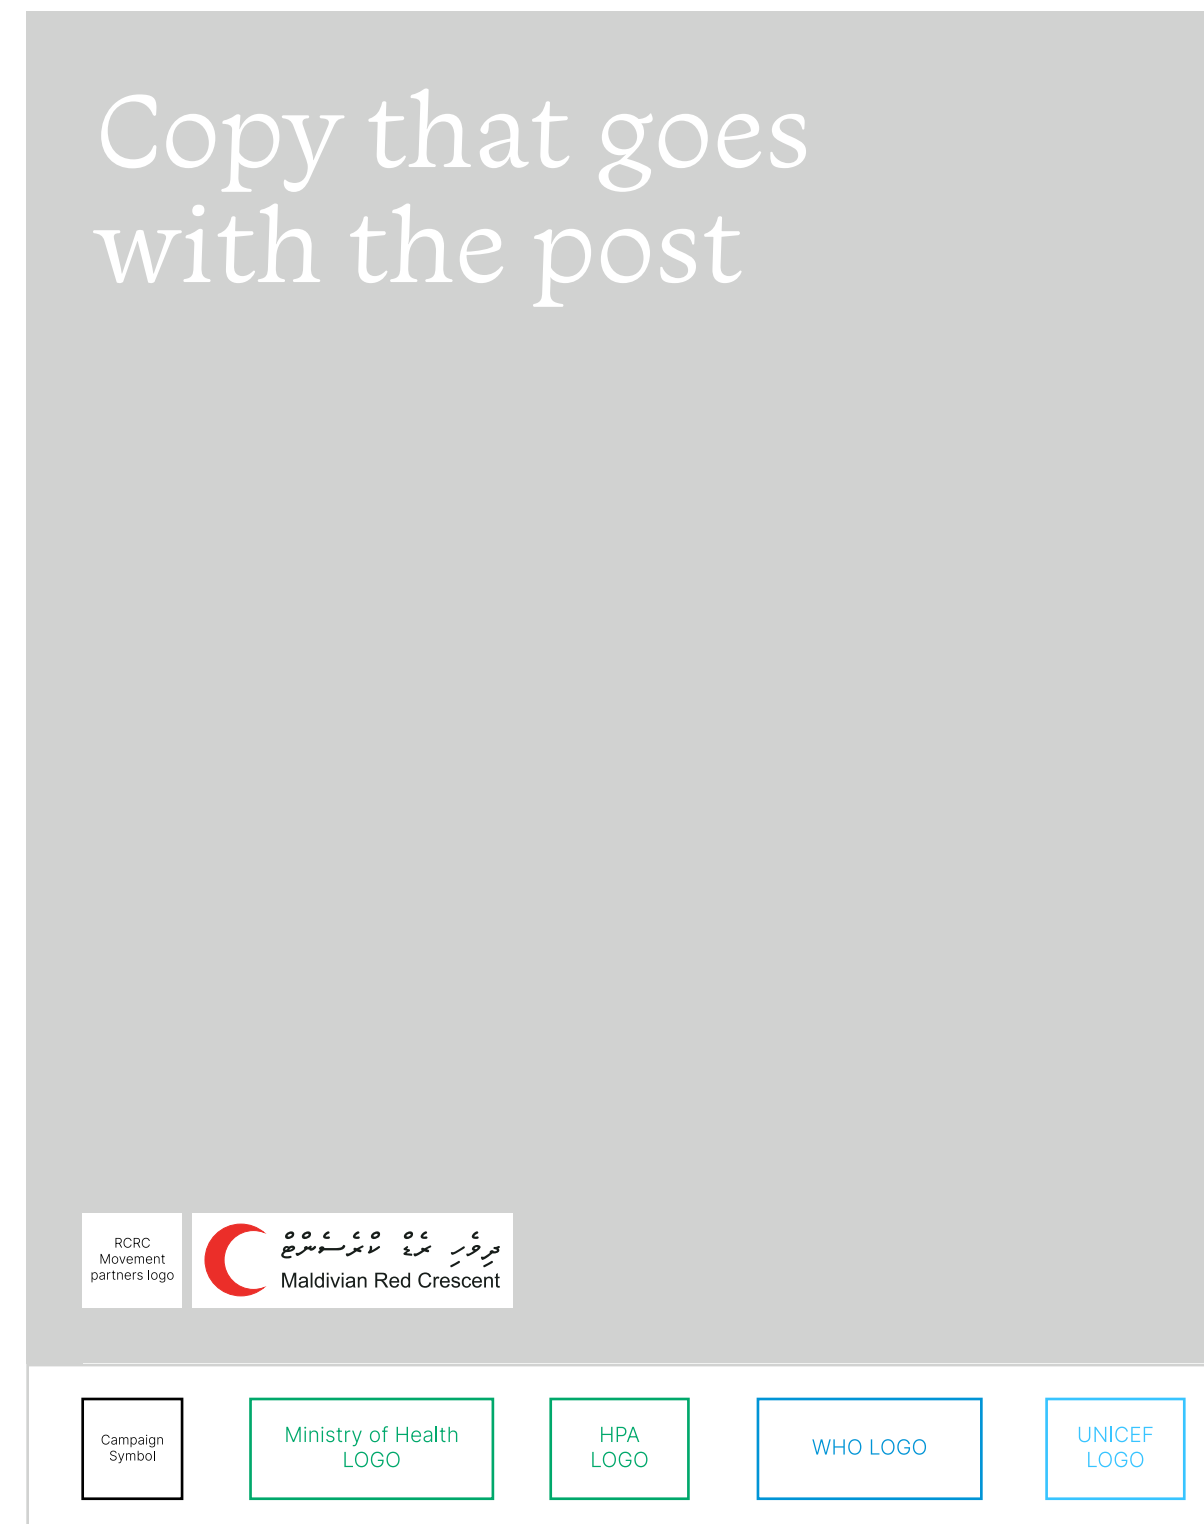 Copy that goes
with the post
RCRC
Movement
partners logo
ދިވެހި ރެޑް ކްރެސެންޓް
Maldivian Red Crescent
Campaign
Symbol
Ministry of Health
LOGO
HPA
LOGO
WHO LOGO
UNICEF
LOGO